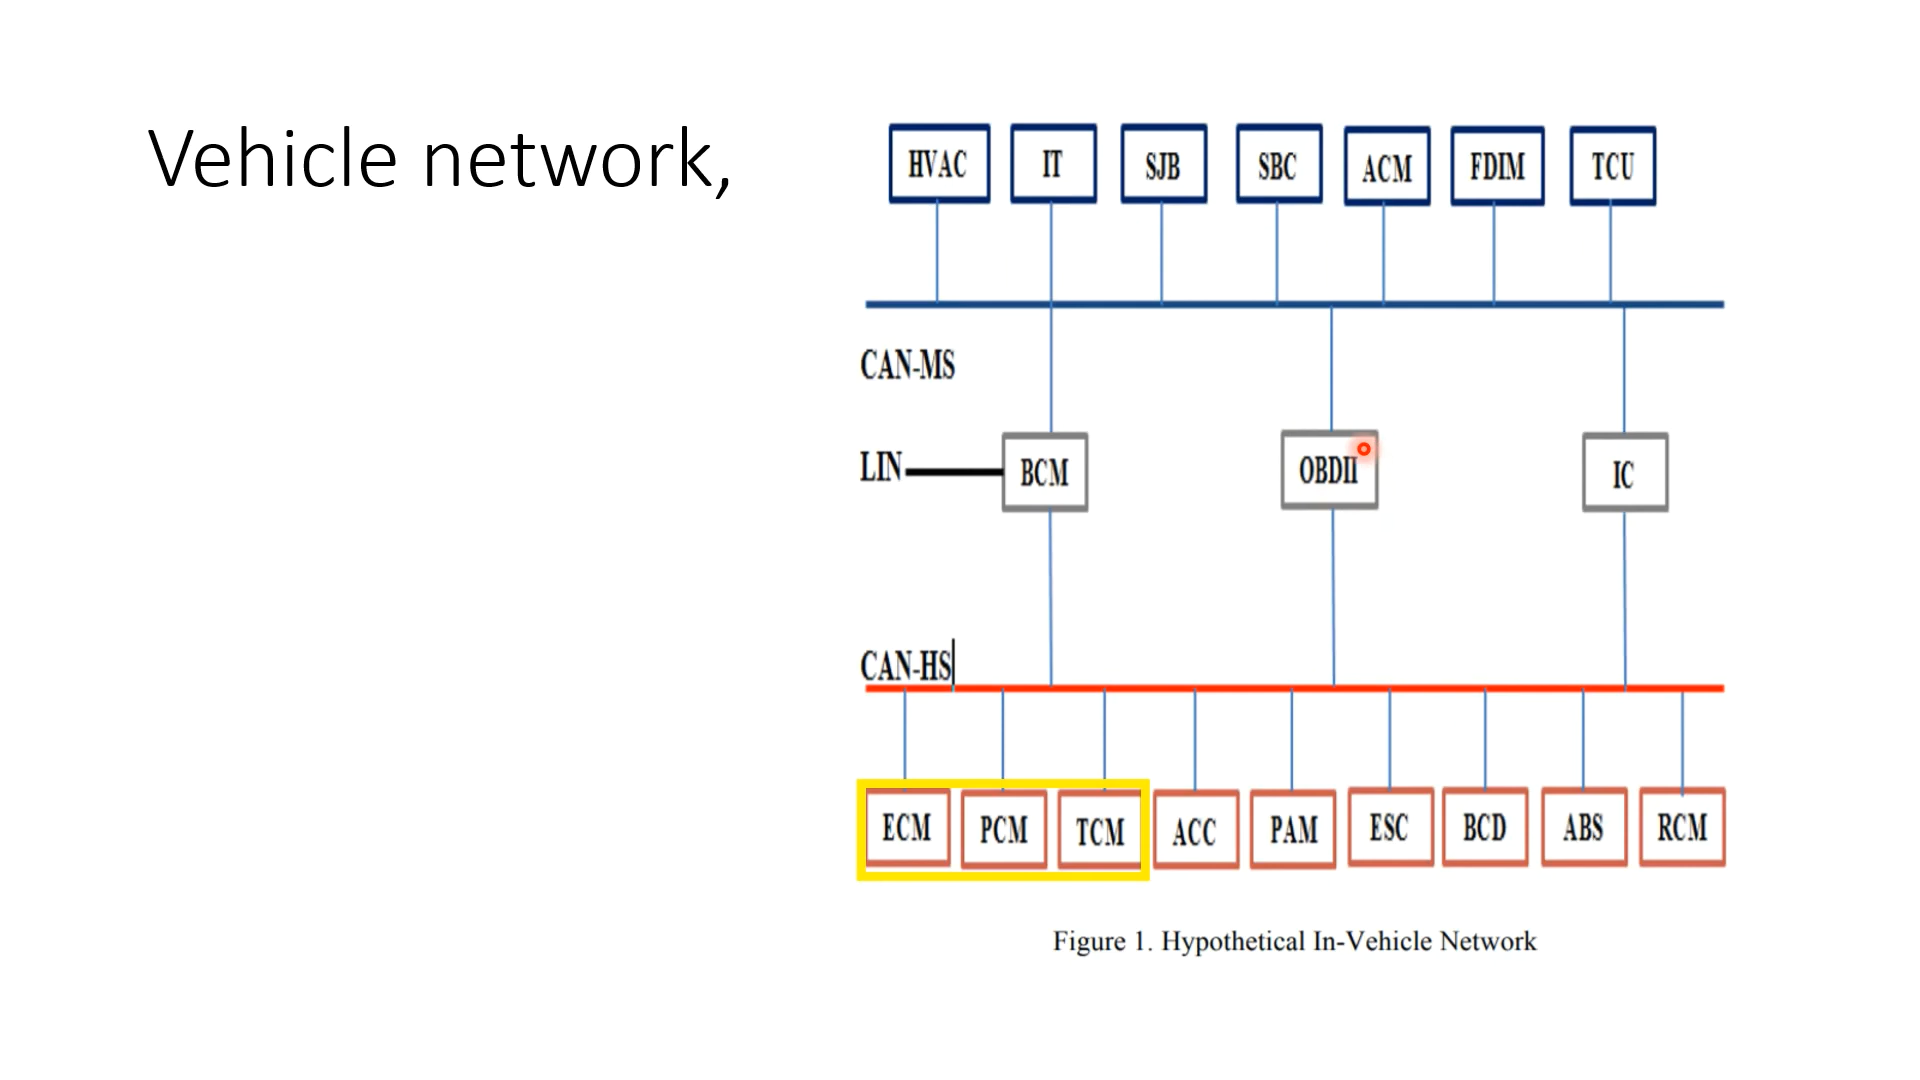 Vehicle network,
HVAC IT SJB SBC ACM FDIM TCU
CAN-MS
LIN BCM OBDII IC
CAN-HS
ECM PCM TCM ACC PAM ESC BCD ABS RCM
Figure 1. Hypothetical In-Vehicle Network